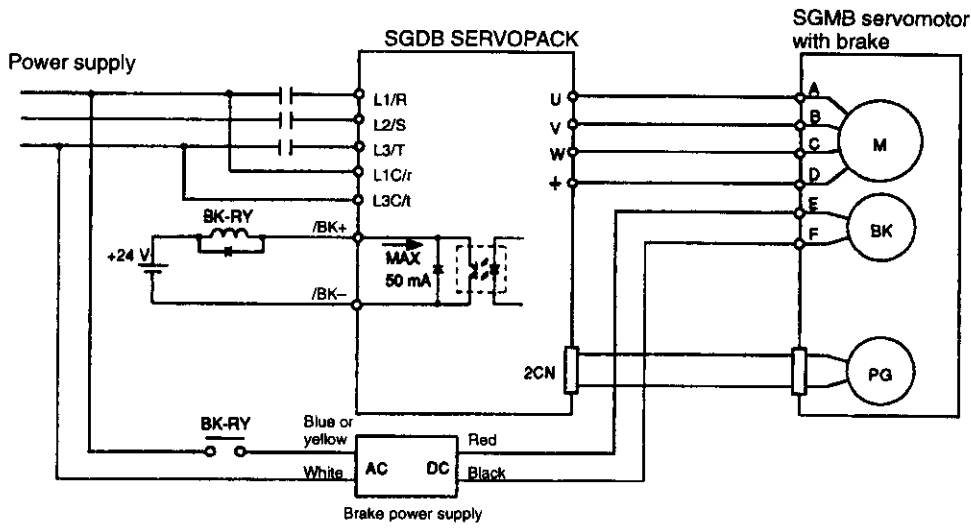 SGMB servomotor
with brake
SGDB SERVOPACK
Power supply
L1/R
L2/S
L3/T
L1C/r
L3C/t
U
V
W
+
A
B
C
D
M
E
F
BK
BK-RY
/BK+
+24 V
MAX
50 mA
/BK–
2CN
PG
BK-RY
Blue or
yellow
White
AC
DC
Red
Black
Brake power supply